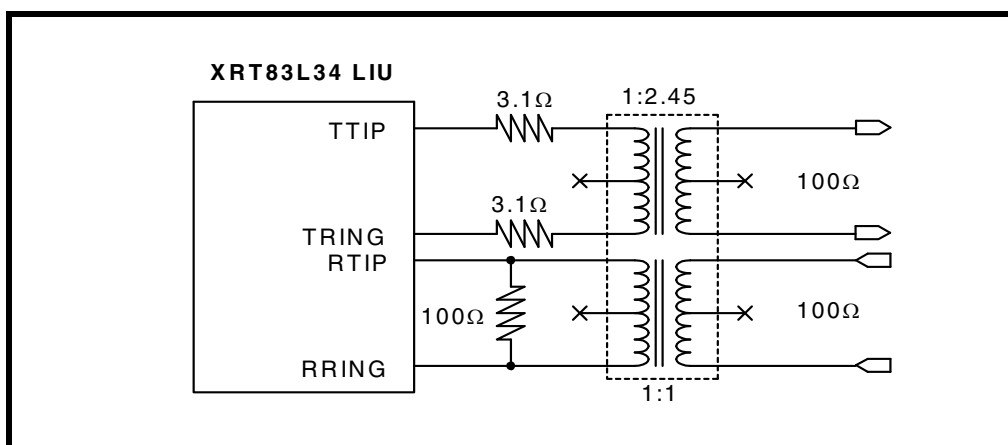 XRT83L34 LIU
3.1Ω
1:2.45
TTIP
100Ω
3.1Ω
TRING
RTIP
100Ω
100Ω
RRING
1:1